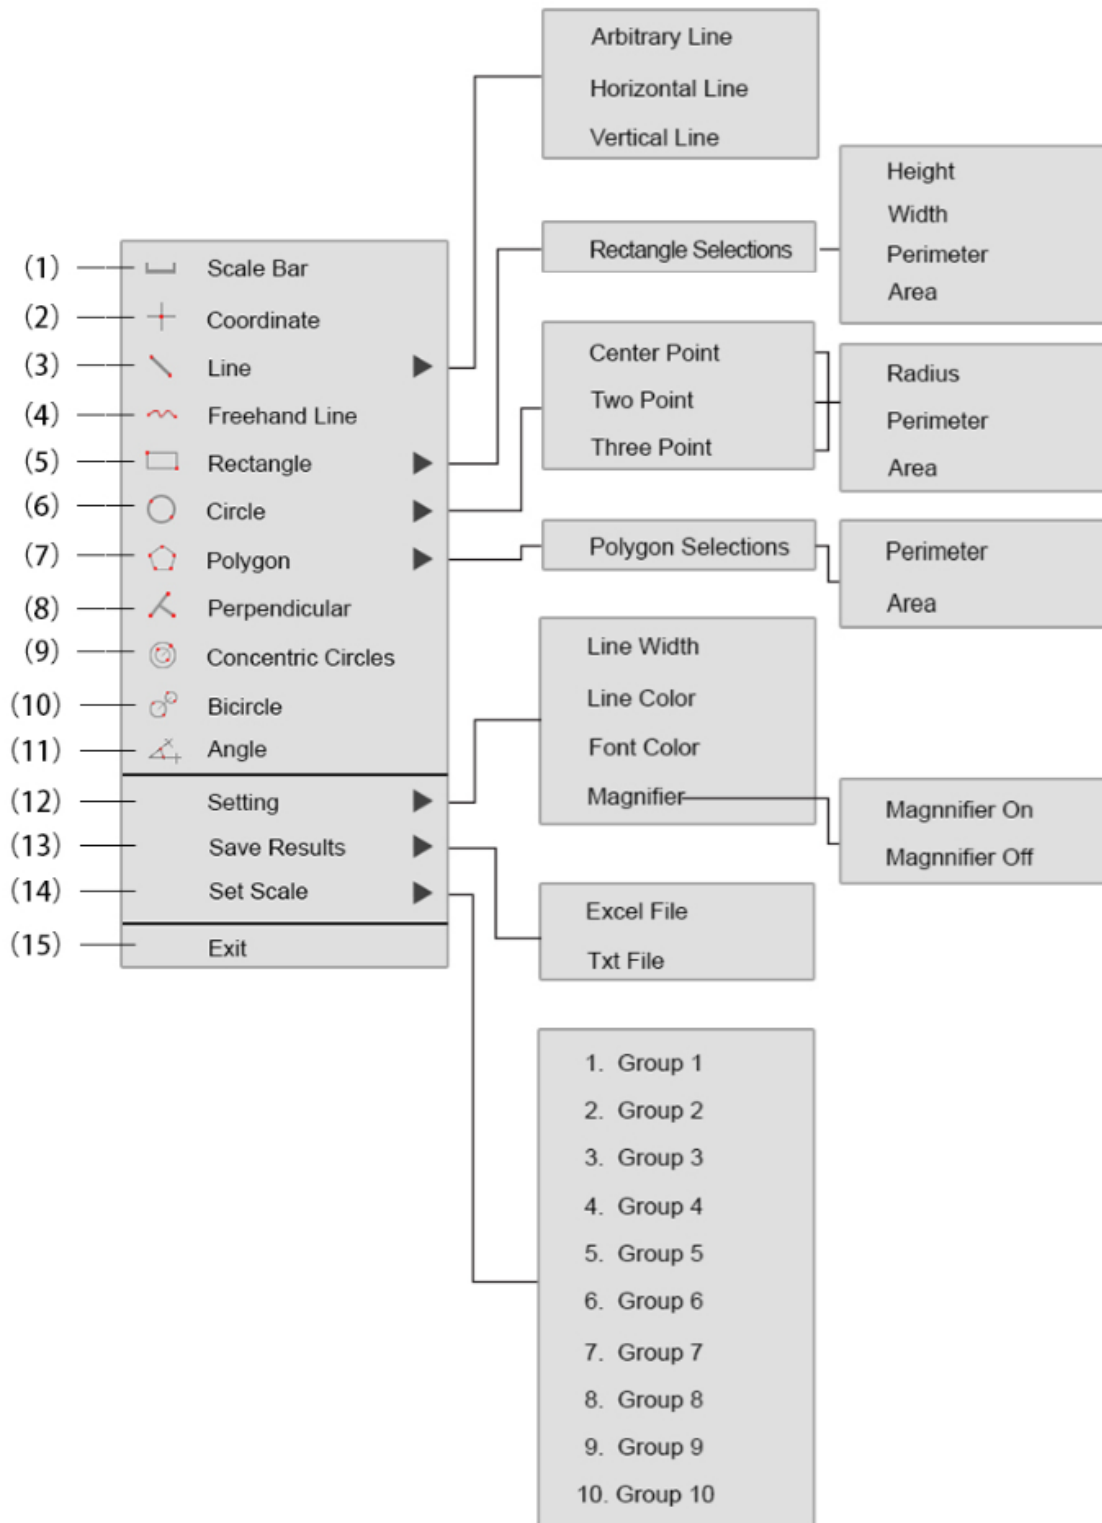 (1) Scale Bar
(2) Coordinate
(3) Line
(4) Freehand Line
(5) Rectangle
(6) Circle
(7) Polygon
(8) Perpendicular
(9) Concentric Circles
(10) Bicircle
(11) Angle
(12) Setting
(13) Save Results
(14) Set Scale
(15) Exit
Arbitrary Line
Horizontal Line
Vertical Line
Rectangle Selections
Height
Width
Perimeter
Area
Center Point
Two Point
Three Point
Radius
Perimeter
Area
Polygon Selections
Perimeter
Area
Line Width
Line Color
Font Color
Magnifier
Magnnifier On
Magnnifier Off
Excel File
Txt File
1. Group 1
2. Group 2
3. Group 3
4. Group 4
5. Group 5
6. Group 6
7. Group 7
8. Group 8
9. Group 9
10. Group 10